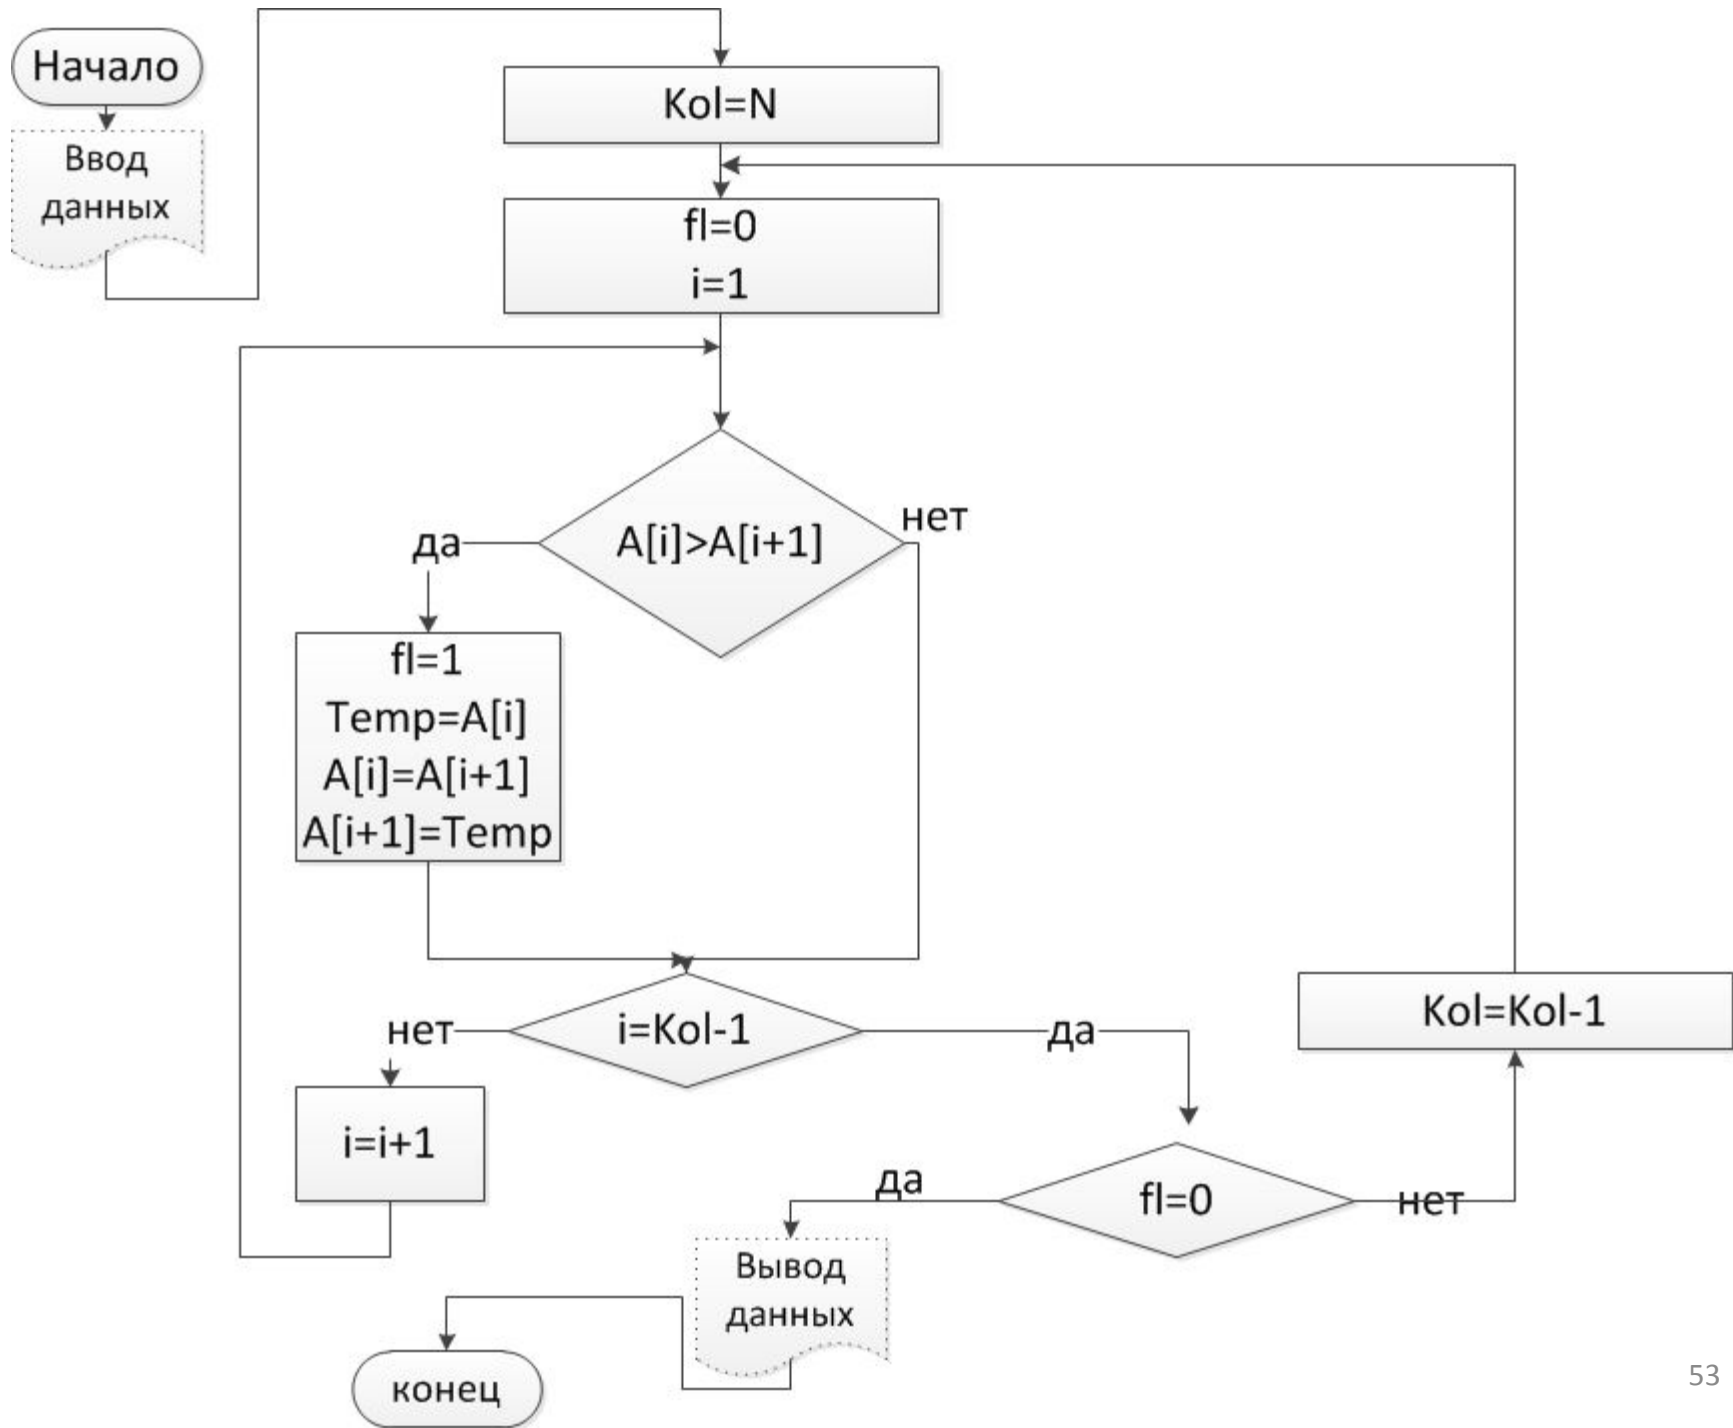 Начало
Ввод
данных
Kol=N
fl=0
i=1
A[i]>A[i+1]
да
нет
fl=1
Temp=A[i]
A[i]=A[i+1]
A[i+1]=Temp
i=Kol-1
нет
да
i=i+1
Kol=Kol-1
fl=0
да
нет
Вывод
данных
конец
53